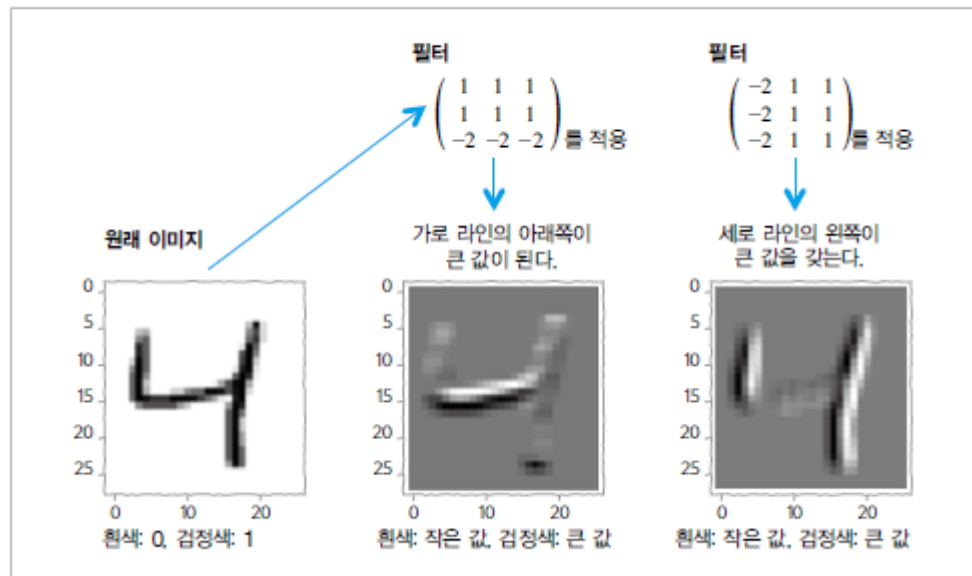 필터
1 1 1
1 1 1
−2 −2 −2 를 적용
필터
−2 1 1
−2 1 1
−2 1 1 를 적용
원래 이미지
0
5
10
15
20
25
0 10 20
흰색: 0, 검정색: 1
가로 라인의 아래쪽이
큰 값이 된다.
0
5
10
15
20
25
0 10 20
흰색: 작은 값, 검정색: 큰 값
세로 라인의 왼쪽이
큰 값을 갖는다.
0
5
10
15
20
25
0 10 20
흰색: 작은 값, 검정색: 큰 값